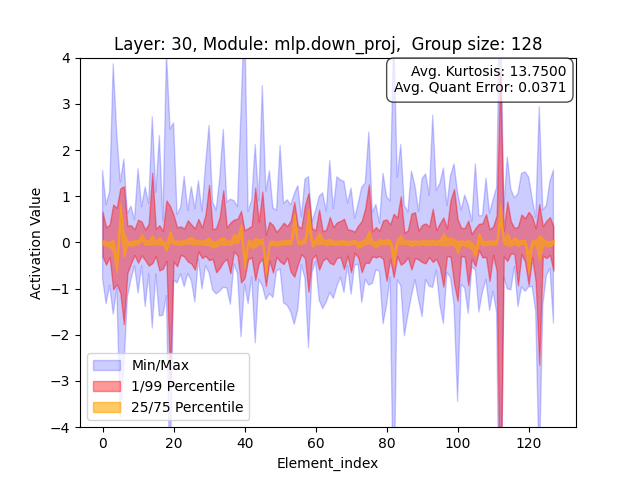 Layer: 30, Module: mlp.down_proj,  Group size: 128
Avg. Kurtosis: 13.7500
Avg. Quant Error: 0.0371
Activation Value
4
3
2
1
0
−1
−2
−3
−4
Min/Max
1/99 Percentile
25/75 Percentile
0 20 40 60 80 100 120
Element_index